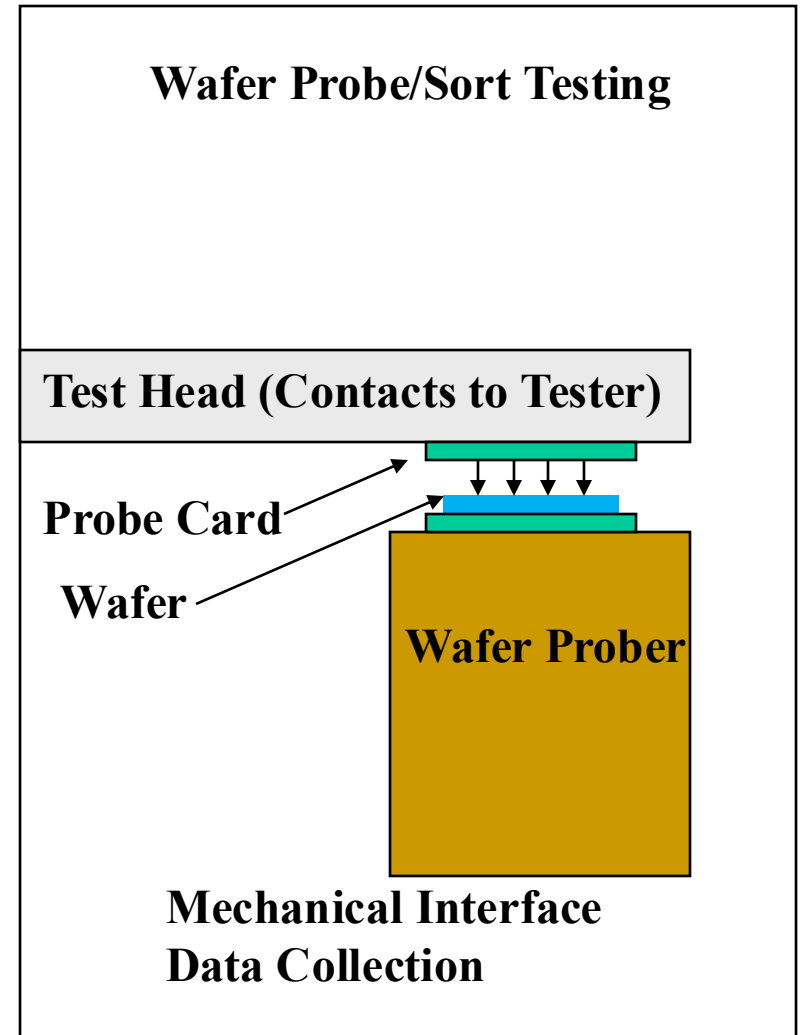 Wafer Probe/Sort Testing
Test Head (Contacts to Tester)
Probe Card
Wafer
Wafer Prober
Mechanical Interface
Data Collection